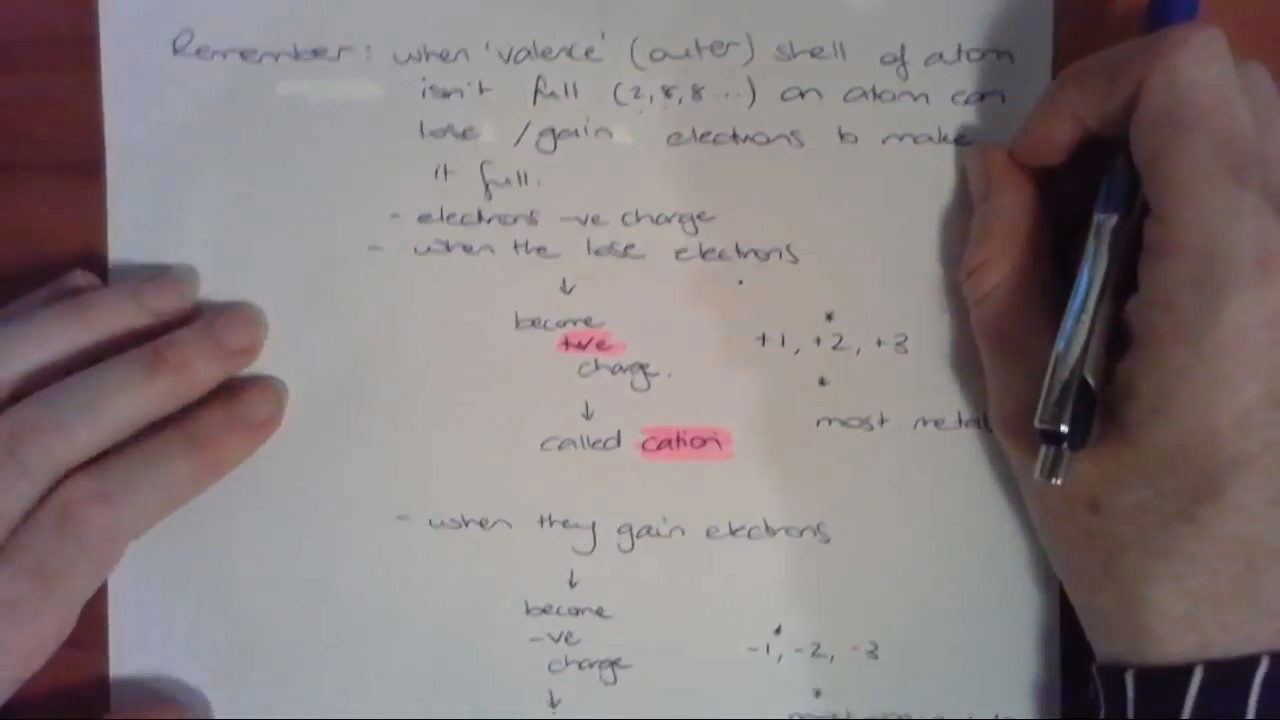 Remember: when 'valence' (outer) shell of atom
isn't full (2,8,8...) an atom can
lose /gain electrons to make
it full.
- electrons -ve charge
- when the lose electrons
↓
become
+ve
charge.
+1, +2, +3
↓
called cation
most metal
- when they gain electrons
↓
become
-ve
charge
-1, -2, -3
↓